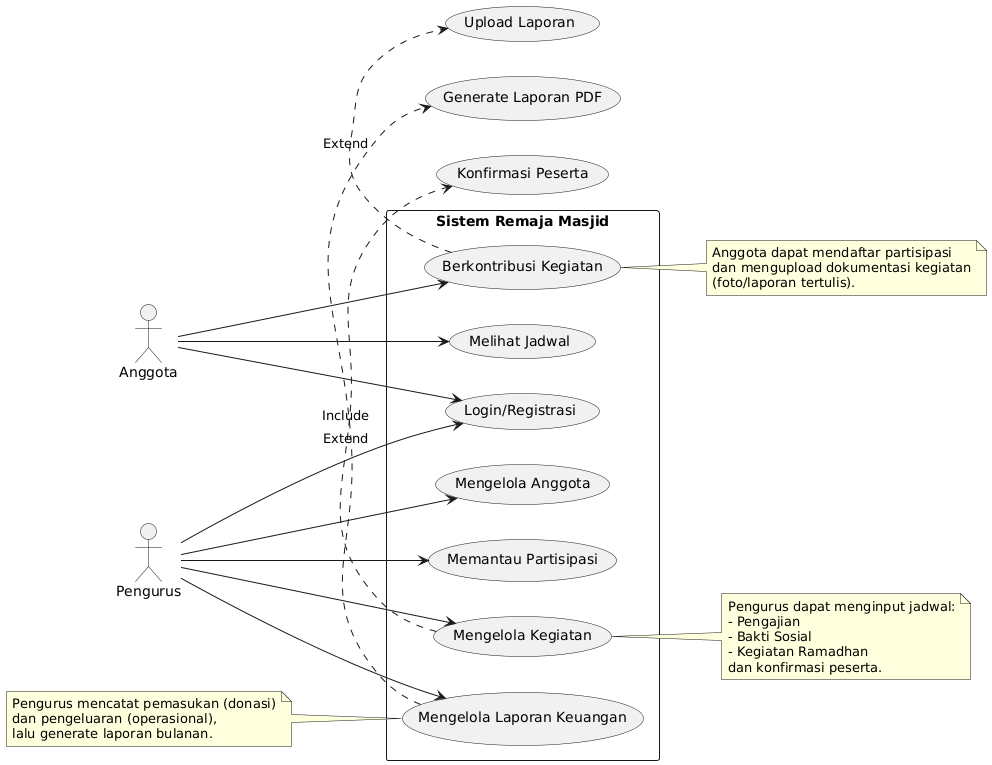 Upload Laporan
Generate Laporan PDF
Extend
Konfirmasi Peserta
Sistem Remaja Masjid
Berkontribusi Kegiatan
Anggota dapat mendaftar partisipasi
dan mengupload dokumentasi kegiatan
(foto/laporan tertulis).
Anggota
Melihat Jadwal
Login/Registrasi
Include
Extend
Mengelola Anggota
Memantau Partisipasi
Pengurus
Mengelola Kegiatan
Pengurus dapat menginput jadwal:
- Pengajian
- Bakti Sosial
- Kegiatan Ramadhan
dan konfirmasi peserta.
Pengurus mencatat pemasukan (donasi)
dan pengeluaran (operasional),
lalu generate laporan bulanan.
Mengelola Laporan Keuangan